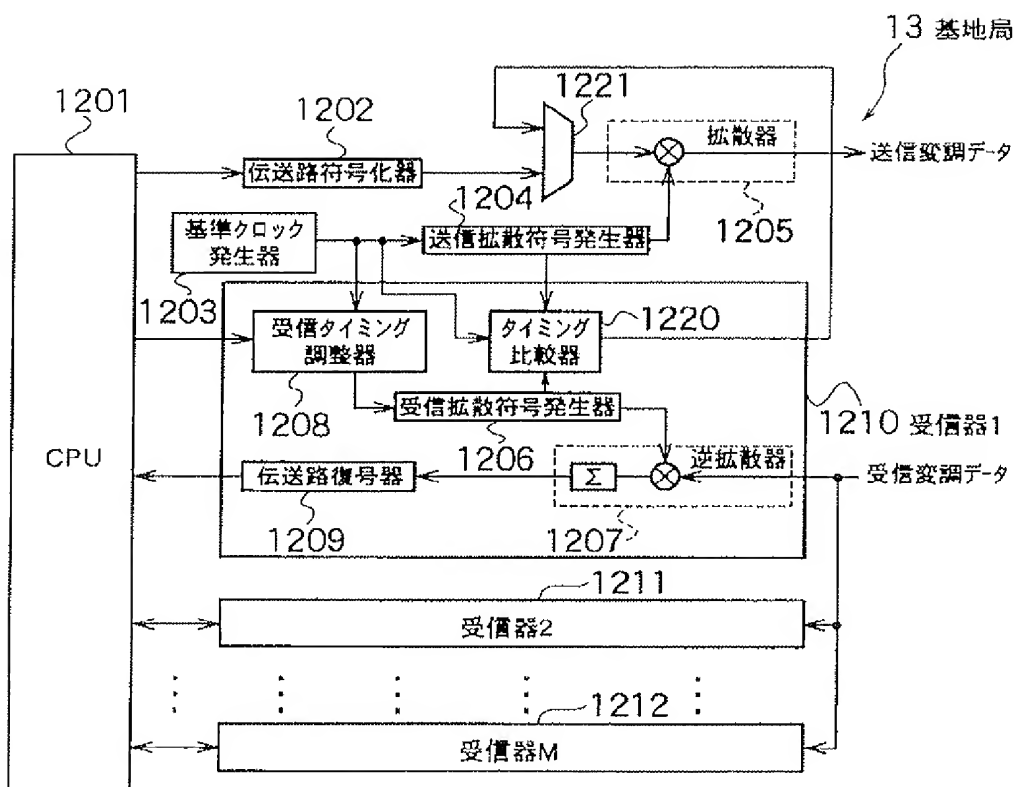 13 基地局
1201
1202
1221
拡散器
送信変調データ
伝送路符号化器
1204
1205
基準クロック
発生器
送信拡散符号発生器
1203
受信タイミング
調整器
タイミング
比較器
1220
1208
受信拡散符号発生器
1210 受信器1
CPU
1206
逆拡散器
伝送路復号器
Σ
受信変調データ
1209
1207
1211
受信器2
1212
受信器M